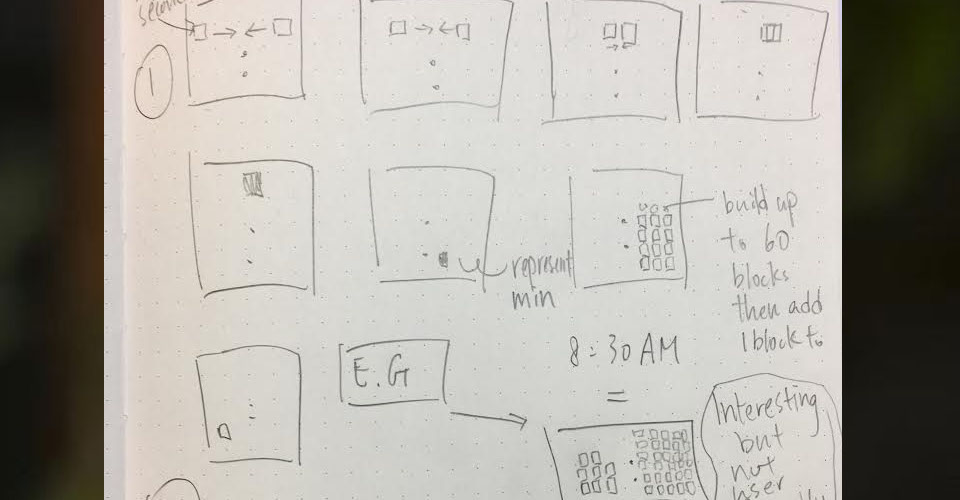 second
1
represent
min
build up
to 60
blocks
then add
1 block to
E.G
8:30 AM
=
Interesting
but
not
user